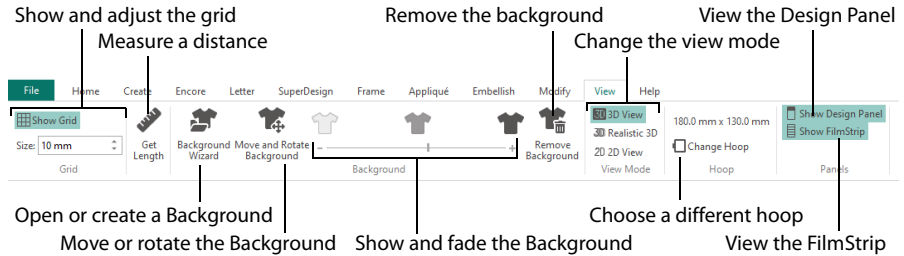 Show and adjust the grid Remove the background View the Design Panel
Measure a distance Change the view mode
File Home Create Encore Letter SuperDesign Frame Appliqué Embellish Modify View Help
Show Grid 3D 3D View 180.0 mm x 130.0 mm Show Design Panel
3D Realistic 3D Show FilmStrip
Size: 10 mm Get Background Move and Rotate - + Remove Change Hoop
Length Wizard Background Background 2D 2D View
Grid Background View Mode Hoop Panels
Open or create a Background Choose a different hoop
Move or rotate the Background Show and fade the Background View the FilmStrip